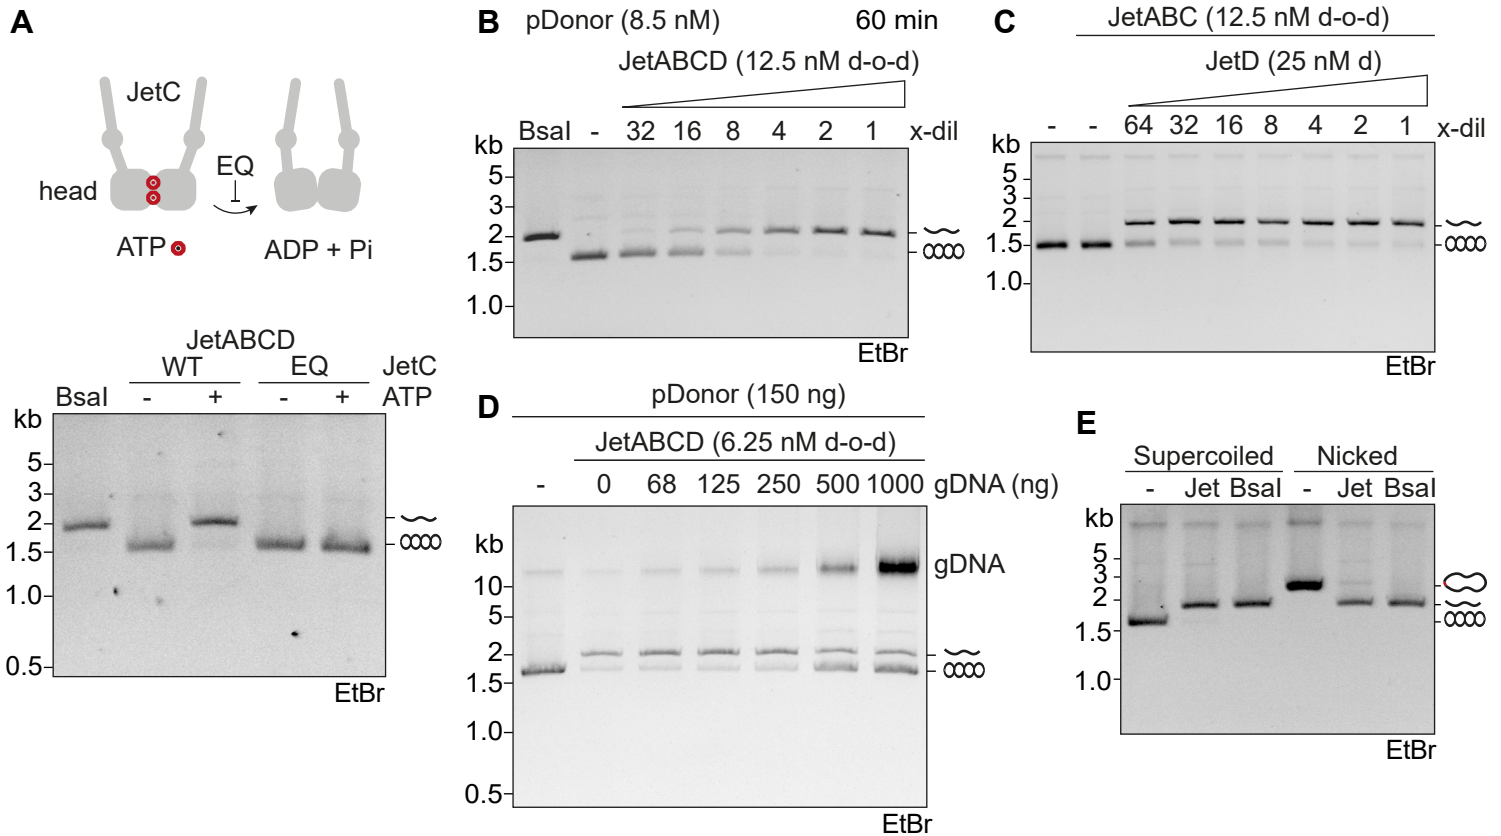 A
JetC
head
EQ
ATP
ADP + Pi
JetABCD
WT EQ JetC
BsaI - + - + ATP
kb
5
3
2
1.5
1.0
0.5
EtBr
B pDonor (8.5 nM) 60 min
JetABCD (12.5 nM d-o-d)
BsaI - 32 16 8 4 2 1 x-dil
kb
5
3
2
1.5
1.0
EtBr
C JetABC (12.5 nM d-o-d)
JetD (25 nM d)
- - 64 32 16 8 4 2 1 x-dil
kb
5
3
2
1.5
1.0
EtBr
D pDonor (150 ng)
JetABCD (6.25 nM d-o-d)
- 0 68 125 250 500 1000 gDNA (ng)
kb
gDNA
10
5
2
1.5
1.0
0.5
EtBr
E
Supercoiled Nicked
- Jet BsaI - Jet BsaI
kb
5
3
2
1.5
1.0
EtBr